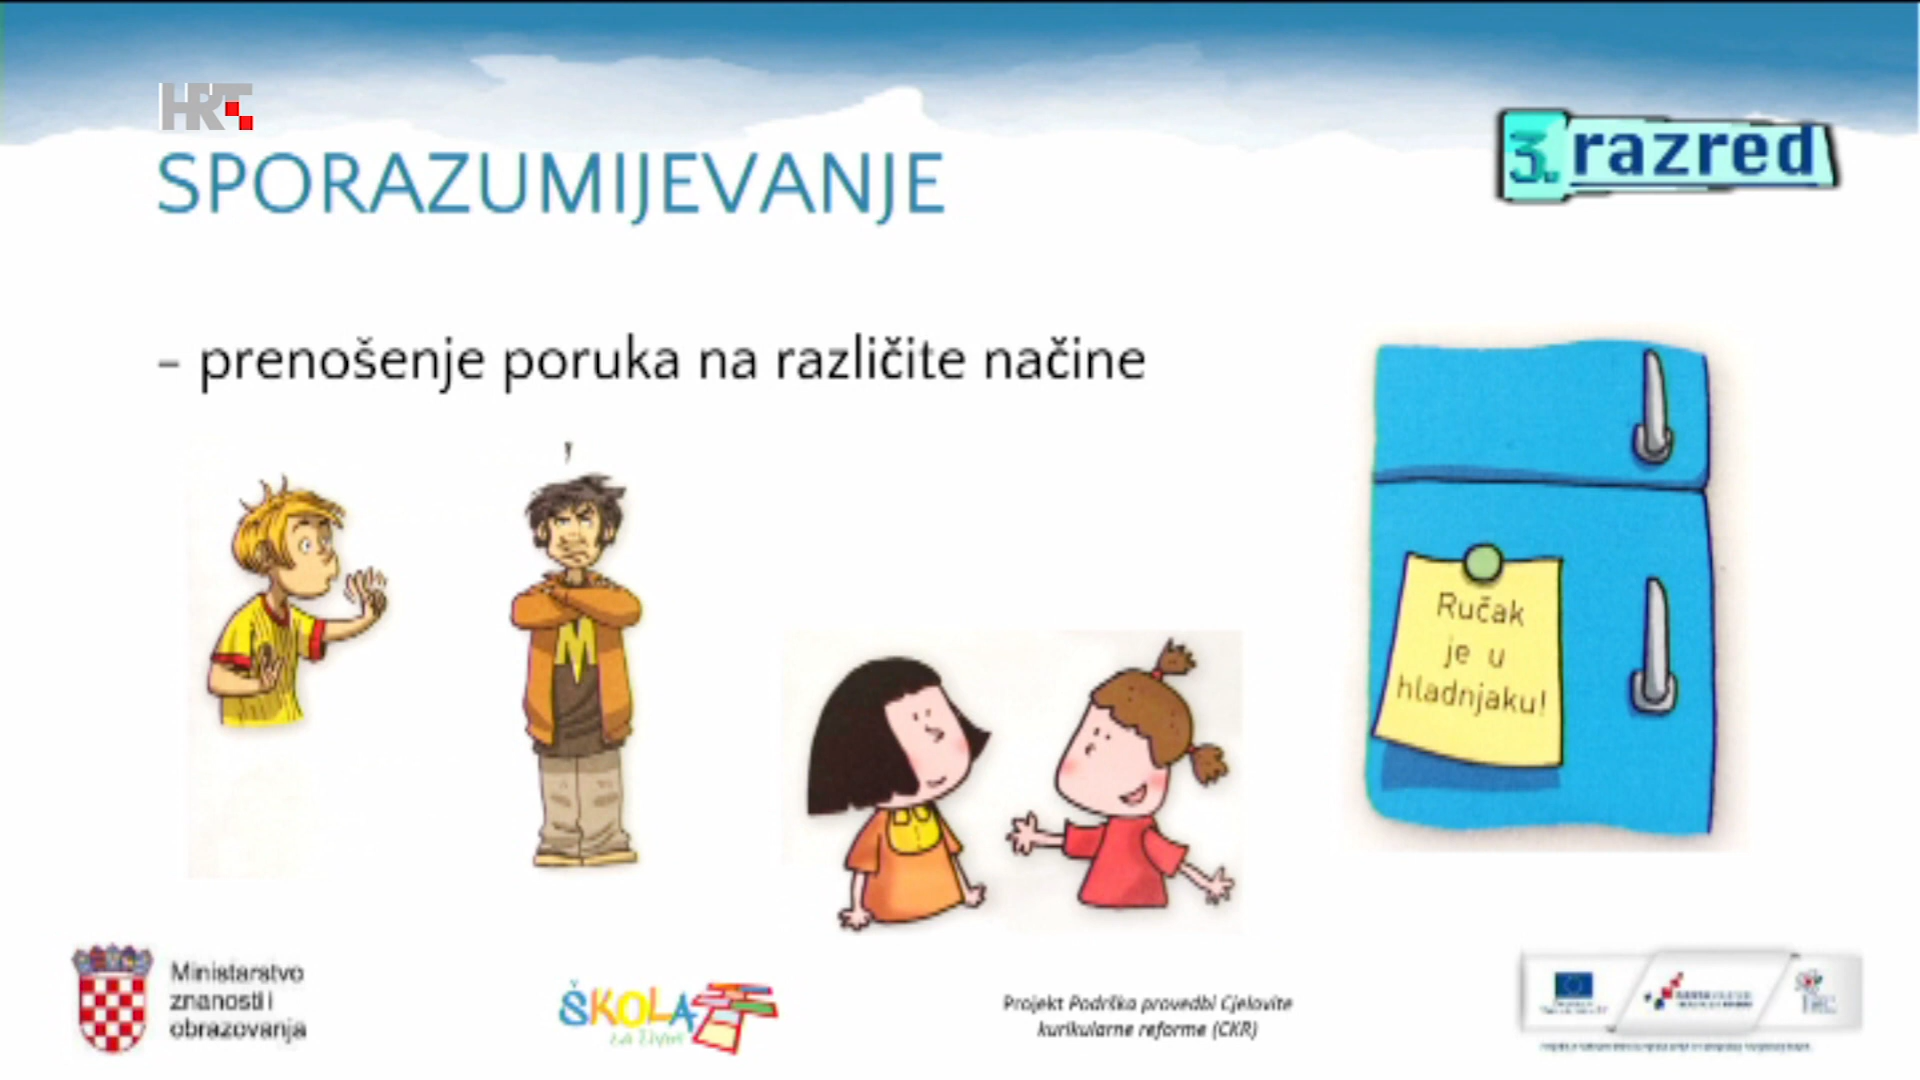 HRT
SPORAZUMIJEVANJE
3. razred
– prenošenje poruka na različite načine
M
Ručak
je u
hladnjaku!
Ministarstvo
znanosti i
obrazovanja
ŠKOLA
za život
Projekt Podrška provedbi Cjelovite
kurikularne reforme (CKR)